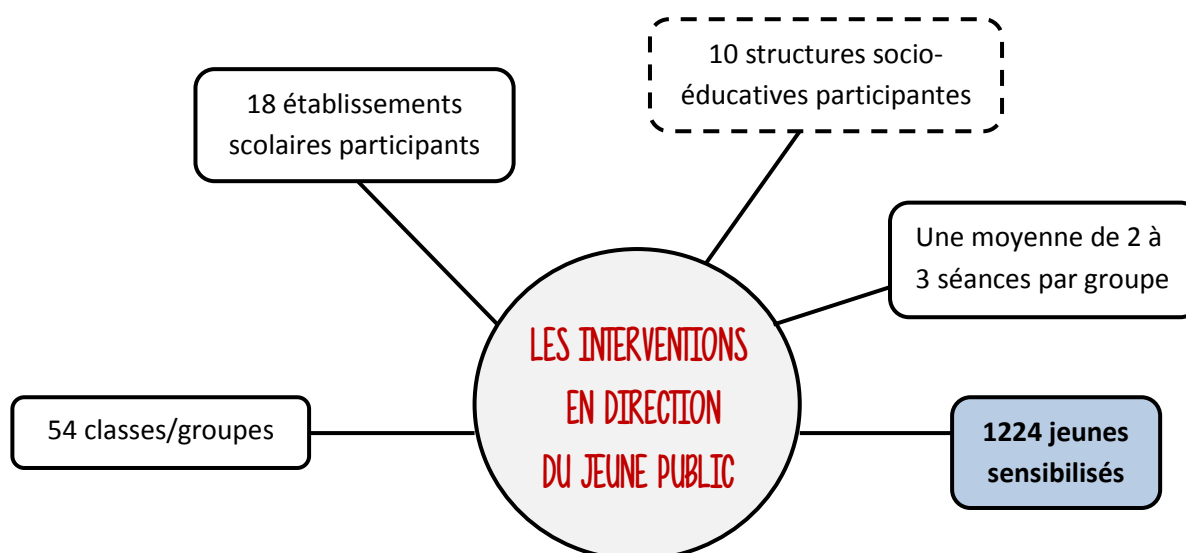 10 structures socio-
éducatives participantes
18 établissements
scolaires participants
Une moyenne de 2 à
3 séances par groupe
LES INTERVENTIONS
EN DIRECTION
DU JEUNE PUBLIC
54 classes/groupes
1224 jeunes
sensibilisés